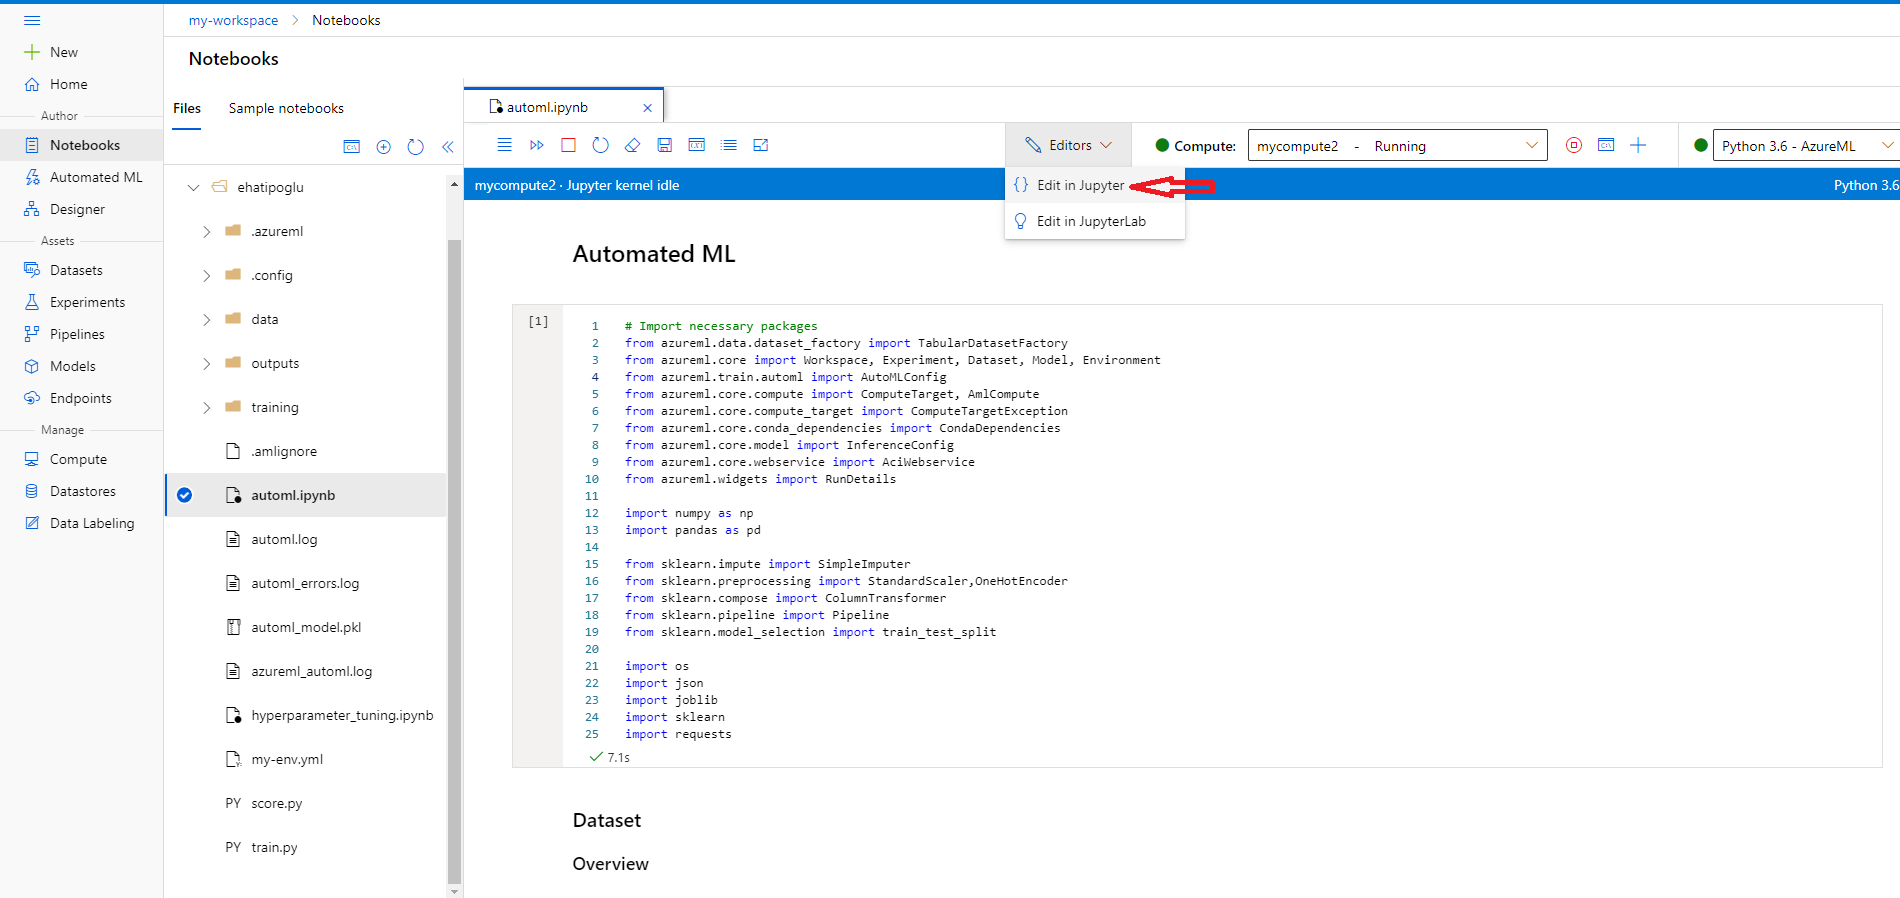 my-workspace > Notebooks
New
Home
Author
Notebooks
Automated ML
Designer
Assets
Datasets
Experiments
Pipelines
Models
Endpoints
Manage
Compute
Datastores
Data Labeling
Notebooks
Files Sample notebooks
ehatipoglu
.azureml
.config
data
outputs
training
.amlignore
automl.ipynb
automl.log
automl_errors.log
automl_model.pkl
azureml_automl.log
hyperparameter_tuning.ipynb
my-env.yml
PY score.py
PY train.py
automl.ipynb
Editors Compute: mycompute2 - Running Python 3.6 - AzureML
mycompute2 · Jupyter kernel idle Python 3.6
Edit in Jupyter
Edit in JupyterLab
Automated ML
[1]
1 # Import necessary packages
2 from azureml.data.dataset_factory import TabularDatasetFactory
3 from azureml.core import Workspace, Experiment, Dataset, Model, Environment
4 from azureml.train.automl import AutoMLConfig
5 from azureml.core.compute import ComputeTarget, AmlCompute
6 from azureml.core.compute_target import ComputeTargetException
7 from azureml.core.conda_dependencies import CondaDependencies
8 from azureml.core.model import InferenceConfig
9 from azureml.core.webservice import AciWebservice
10 from azureml.widgets import RunDetails
11
12 import numpy as np
13 import pandas as pd
14
15 from sklearn.impute import SimpleImputer
16 from sklearn.preprocessing import StandardScaler,OneHotEncoder
17 from sklearn.compose import ColumnTransformer
18 from sklearn.pipeline import Pipeline
19 from sklearn.model_selection import train_test_split
20
21 import os
22 import json
23 import joblib
24 import sklearn
25 import requests
7.1s
Dataset
Overview